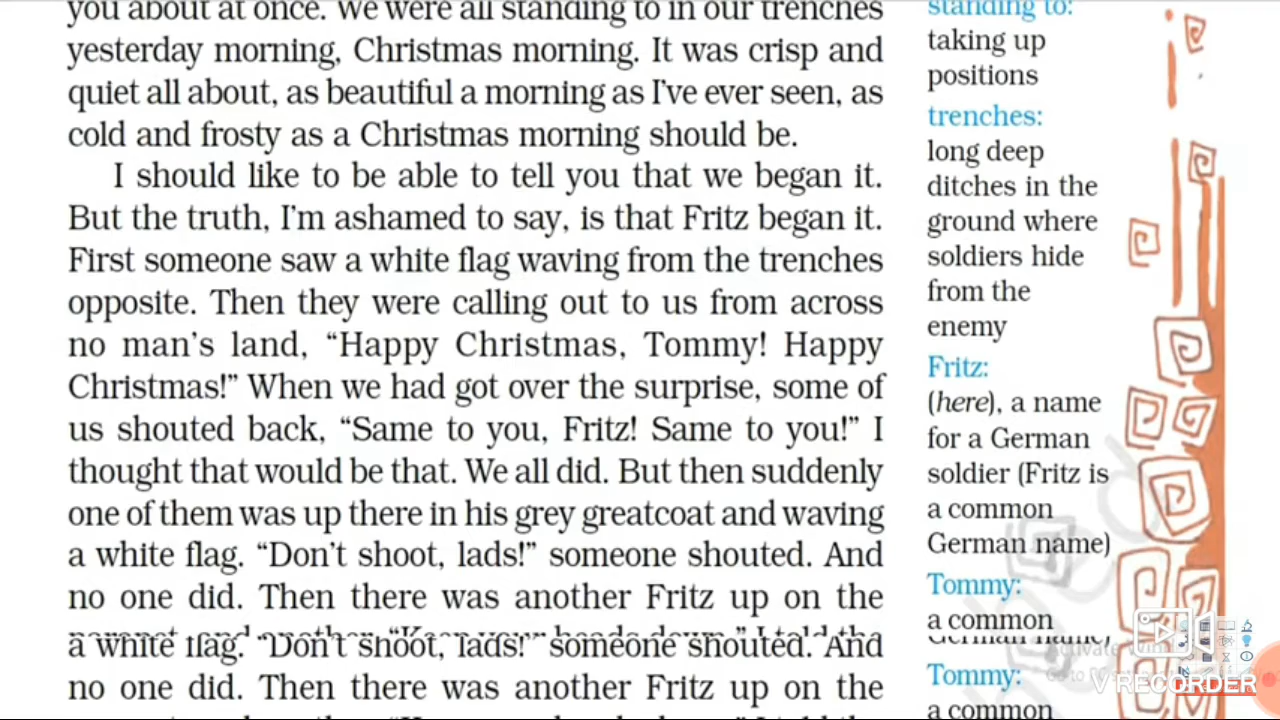 you about at once. We were all standing to in our trenches
yesterday morning, Christmas morning. It was crisp and
quiet all about, as beautiful a morning as I've ever seen, as
cold and frosty as a Christmas morning should be.
I should like to be able to tell you that we began it.
But the truth, I'm ashamed to say, is that Fritz began it.
First someone saw a white flag waving from the trenches
opposite. Then they were calling out to us from across
no man's land, “Happy Christmas, Tommy! Happy
Christmas!” When we had got over the surprise, some of
us shouted back, “Same to you, Fritz! Same to you!” I
thought that would be that. We all did. But then suddenly
one of them was up there in his grey greatcoat and waving
a white flag. “Don't shoot, lads!” someone shouted. And
no one did. Then there was another Fritz up on the
a white flag. “Don't shoot, lads!” someone shouted. And
no one did. Then there was another Fritz up on the
standing to:
taking up
positions
trenches:
long deep
ditches in the
ground where
soldiers hide
from the
enemy
Fritz:
(here), a name
for a German
soldier (Fritz is
a common
German name)
Tommy:
a common
German name)
Tommy:
a common
V RECORDER